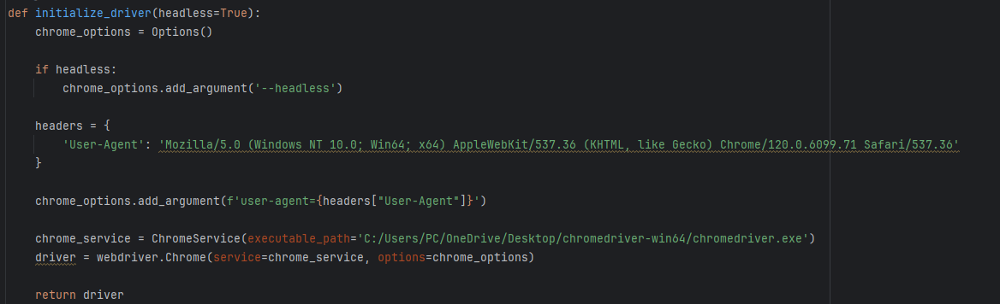 def initialize_driver(headless=True):
    chrome_options = Options()
    if headless:
        chrome_options.add_argument('--headless')
    headers = {
        'User-Agent': 'Mozilla/5.0 (Windows NT 10.0; Win64; x64) AppleWebKit/537.36 (KHTML, like Gecko) Chrome/120.0.6099.71 Safari/537.36'
    }
    chrome_options.add_argument(f'user-agent={headers["User-Agent"]}')
    chrome_service = ChromeService(executable_path='C:/Users/PC/OneDrive/Desktop/chromedriver-win64/chromedriver.exe')
    driver = webdriver.Chrome(service=chrome_service, options=chrome_options)
    return driver